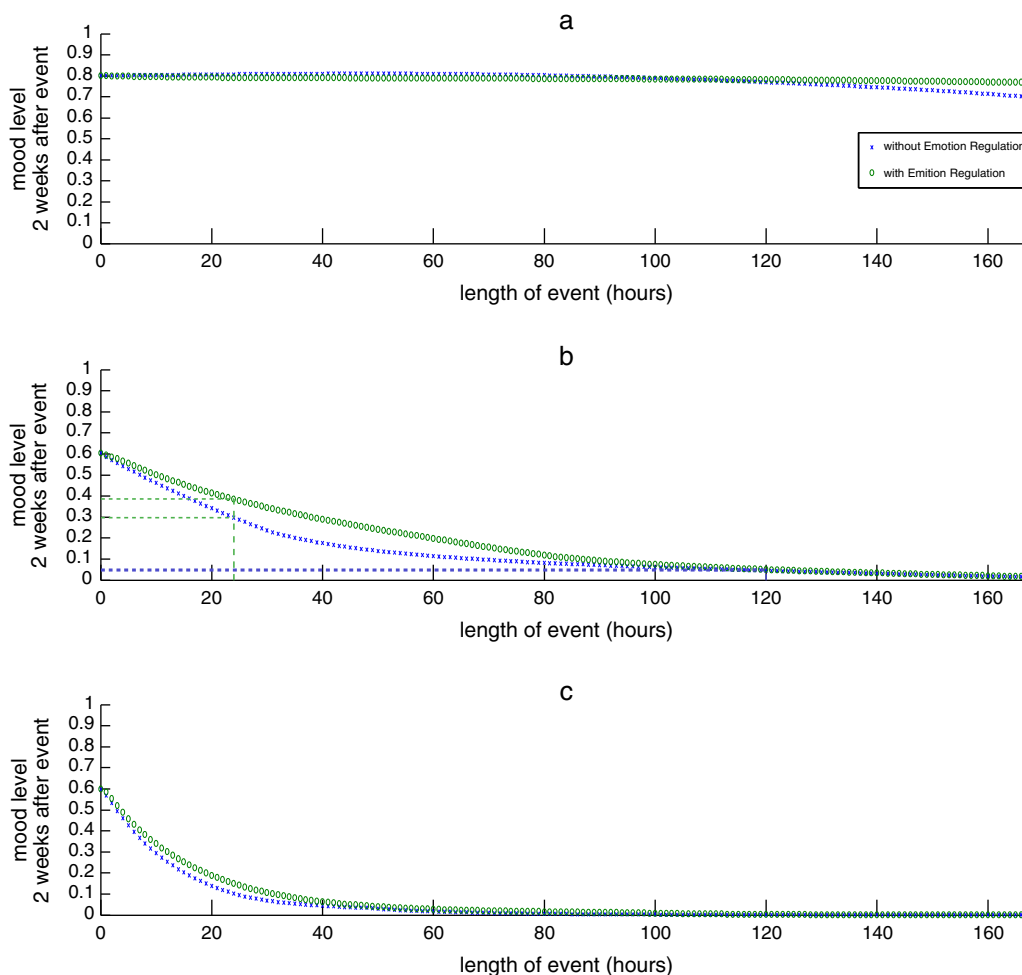 a
1
0.9
0.8
0.7
0.6
0.5
0.4
0.3
0.2
0.1
0
mood level
2 weeks after event
x without Emotion Regulation
o with Emition Regulation
0 20 40 60 80 100 120 140 160
length of event (hours)
b
1
0.9
0.8
0.7
0.6
0.5
0.4
0.3
0.2
0.1
0
mood level
2 weeks after event
0 20 40 60 80 100 120 140 160
length of event (hours)
c
1
0.9
0.8
0.7
0.6
0.5
0.4
0.3
0.2
0.1
0
mood level
2 weeks after event
0 20 40 60 80 100 120 140 160
length of event (hours)